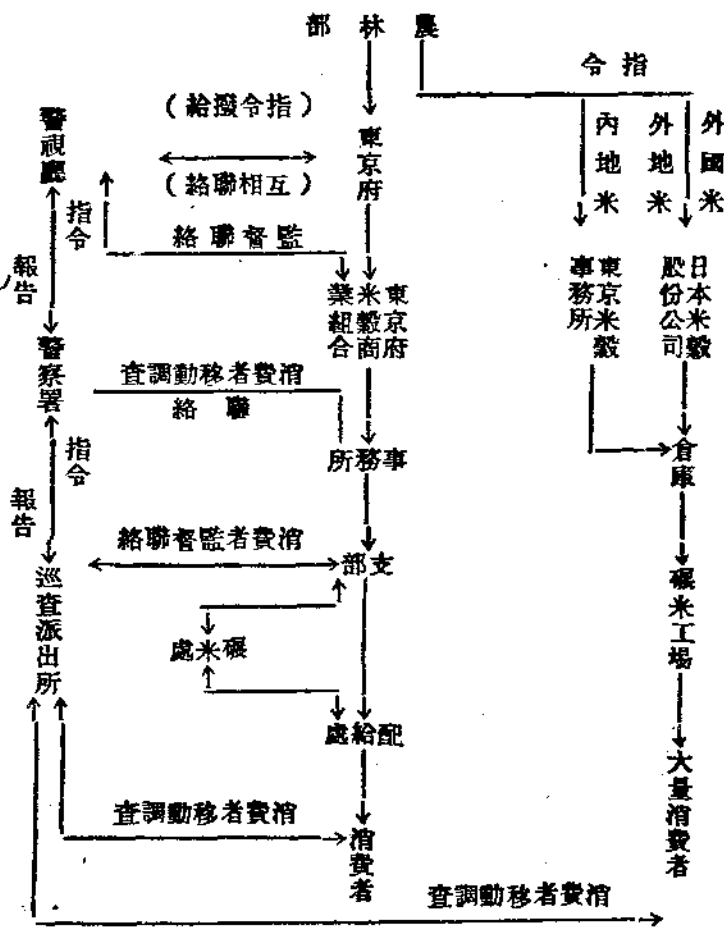 農林部
指令
外國米
外地米
內地米
日本米穀
股份公司
東京米穀
事務所
倉庫
碾米工場
大量消費者
東京府
(指令撥給)
(互相聯絡)
監督聯絡
東京府
米穀商
業組合
消費者移動調查
聯絡
事務所
消費者監督聯絡
支部
碾米處
配給處
消費者移動調查
消費者
消費者移動調查
警視廳
指令
報告
警察署
指令
報告
巡查派出所